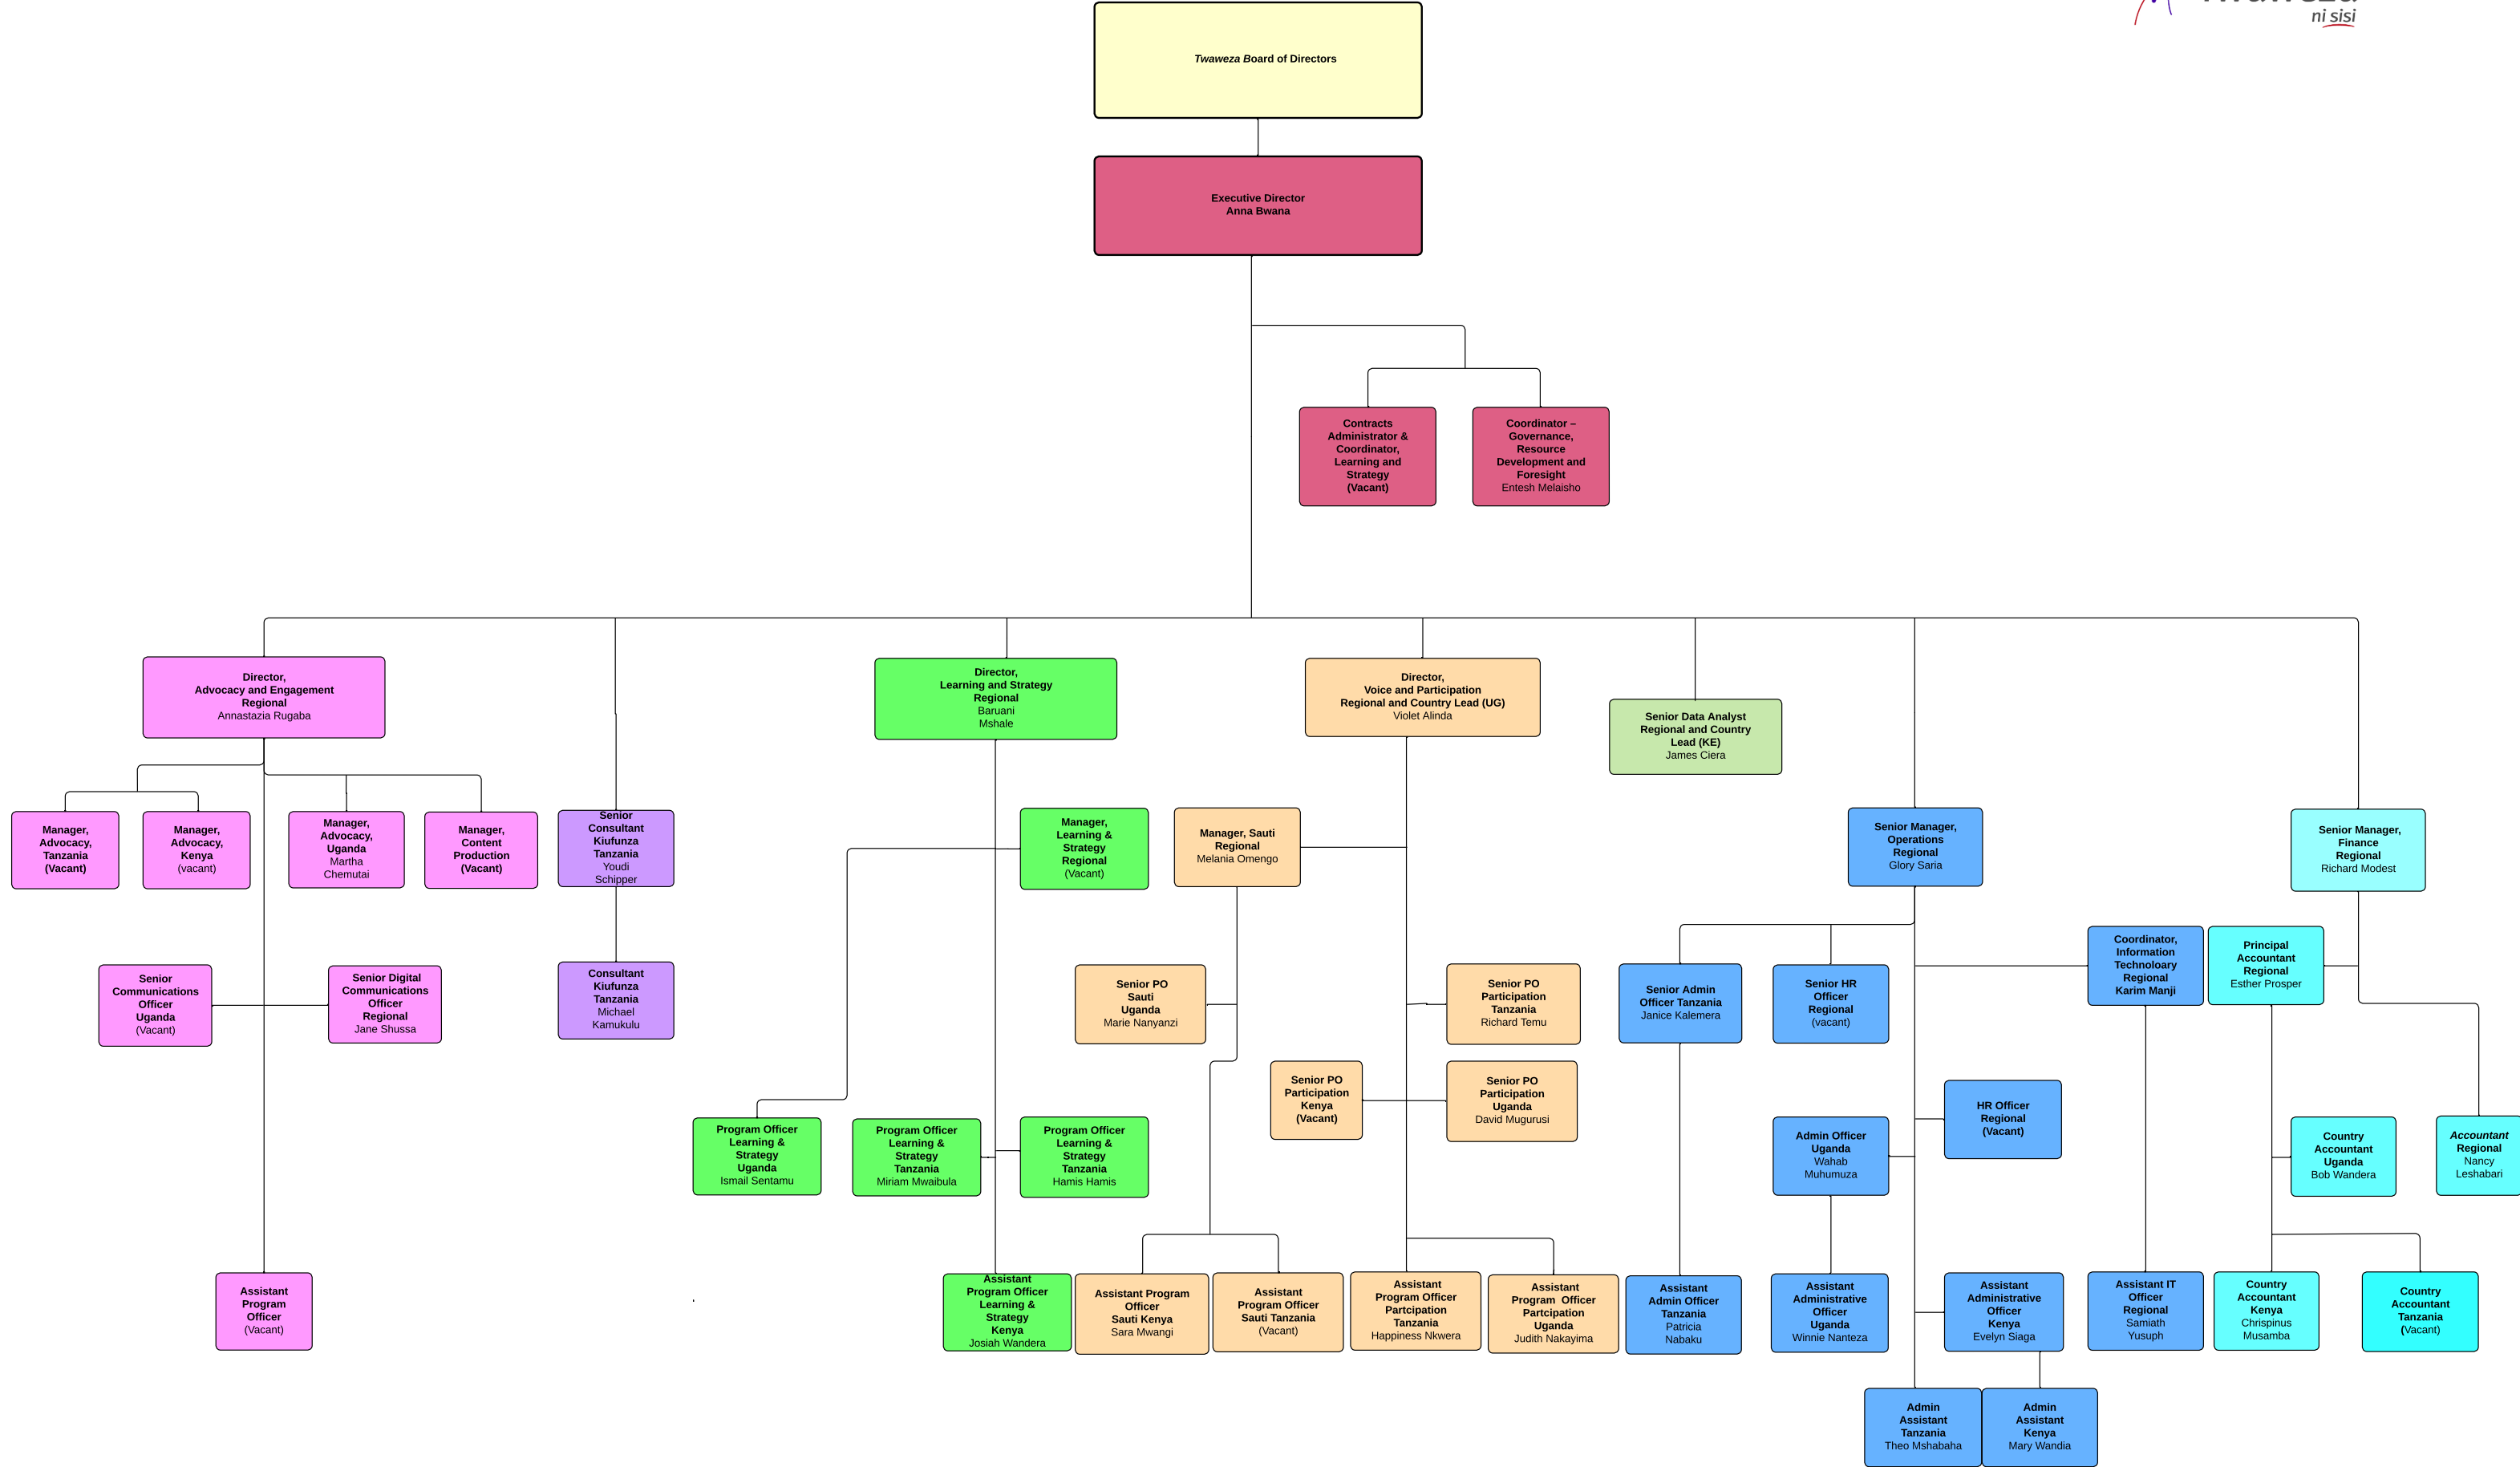 ni sisi
Twaweza Board of Directors
Executive Director
Anna Bwana
Contracts
Administrator &
Coordinator,
Learning and
Strategy
(Vacant)
Coordinator –
Governance,
Resource
Development and
Foresight
Entesh Melaisho
Director,
Advocacy and Engagement
Regional
Annastazia Rugaba
Director,
Learning and Strategy
Regional
Baruani
Mshale
Director,
Voice and Participation
Regional and Country Lead (UG)
Violet Alinda
Senior Data Analyst
Regional and Country
Lead (KE)
James Ciera
Manager,
Advocacy,
Tanzania
(Vacant)
Manager,
Advocacy,
Kenya
(vacant)
Manager,
Advocacy,
Uganda
Martha
Chemutai
Manager,
Content
Production
(Vacant)
Senior
Consultant
Kiufunza
Tanzania
Youdi
Schipper
Manager,
Learning &
Strategy
Regional
(Vacant)
Manager, Sauti
Regional
Melania Omengo
Senior Manager,
Operations
Regional
Glory Saria
Senior Manager,
Finance
Regional
Richard Modest
Senior
Communications
Officer
Uganda
(Vacant)
Senior Digital
Communications
Officer
Regional
Jane Shussa
Consultant
Kiufunza
Tanzania
Michael
Kamukulu
Senior PO
Sauti
Uganda
Marie Nanyanzi
Senior PO
Participation
Tanzania
Richard Temu
Senior Admin
Officer Tanzania
Janice Kalemera
Senior HR
Officer
Regional
(vacant)
Coordinator,
Information
Technoloary
Regional
Karim Manji
Principal
Accountant
Regional
Esther Prosper
Senior PO
Participation
Kenya
(Vacant)
Senior PO
Participation
Uganda
David Mugurusi
HR Officer
Regional
(Vacant)
Program Officer
Learning &
Strategy
Uganda
Ismail Sentamu
Program Officer
Learning &
Strategy
Tanzania
Miriam Mwaibula
Program Officer
Learning &
Strategy
Tanzania
Hamis Hamis
Admin Officer
Uganda
Wahab
Muhumuza
Country
Accountant
Uganda
Bob Wandera
Accountant
Regional
Nancy
Leshabari
Assistant
Program
Officer
(Vacant)
Assistant
Program Officer
Learning &
Strategy
Kenya
Josiah Wandera
Assistant Program
Officer
Sauti Kenya
Sara Mwangi
Assistant
Program Officer
Sauti Tanzania
(Vacant)
Assistant
Program Officer
Partcipation
Tanzania
Happiness Nkwera
Assistant
Program Officer
Partcipation
Uganda
Judith Nakayima
Assistant
Admin Officer
Tanzania
Patricia
Nabaku
Assistant
Administrative
Officer
Uganda
Winnie Nanteza
Assistant
Administrative
Officer
Kenya
Evelyn Siaga
Assistant IT
Officer
Regional
Samiath
Yusuph
Country
Accountant
Kenya
Chrispinus
Musamba
Country
Accountant
Tanzania
(Vacant)
Admin
Assistant
Tanzania
Theo Mshabaha
Admin
Assistant
Kenya
Mary Wandia